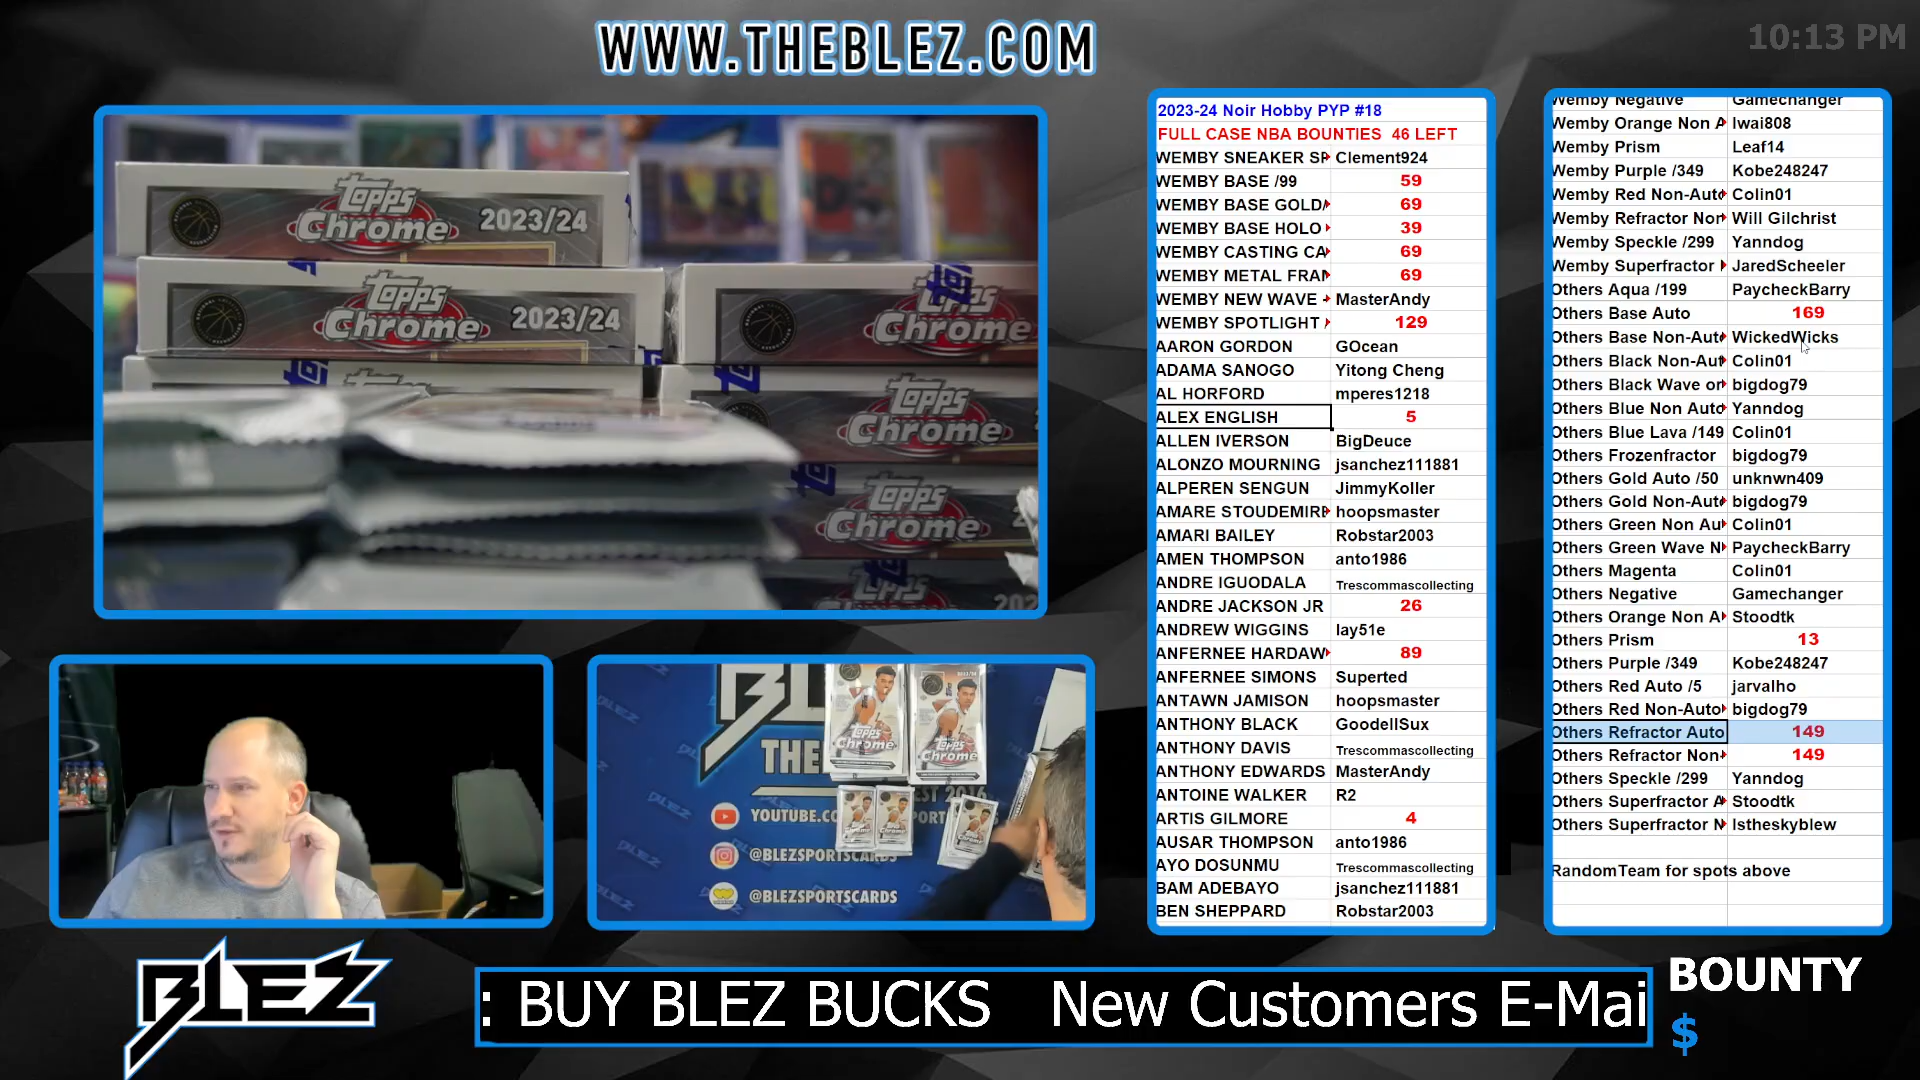 WWW.THEBLEZ.COM
10:13 PM
Topps Chrome 2023/24
Topps Chrome 2023/24
Topps Chrome
Topps Chrome
Topps Chrome
202
2023-24 Noir Hobby PYP #18
FULL CASE NBA BOUNTIES 46 LEFT
WEMBY SNEAKER SP Clement924
WEMBY BASE /99 59
WEMBY BASE GOLD/ 69
WEMBY BASE HOLO 39
WEMBY CASTING CA 69
WEMBY METAL FRAM 69
WEMBY NEW WAVE MasterAndy
WEMBY SPOTLIGHT 129
AARON GORDON GOcean
ADAMA SANOGO Yitong Cheng
AL HORFORD mperes1218
ALEX ENGLISH 5
ALLEN IVERSON BigDeuce
ALONZO MOURNING jsanchez111881
ALPEREN SENGUN JimmyKoller
AMARE STOUDEMIRE hoopsmaster
AMARI BAILEY Robstar2003
AMEN THOMPSON anto1986
ANDRE IGUODALA Trescommascollecting
ANDRE JACKSON JR 26
ANDREW WIGGINS lay51e
ANFERNEE HARDAW 89
ANFERNEE SIMONS Superted
ANTAWN JAMISON hoopsmaster
ANTHONY BLACK GoodellSux
ANTHONY DAVIS Trescommascollecting
ANTHONY EDWARDS MasterAndy
ANTOINE WALKER R2
ARTIS GILMORE 4
AUSAR THOMPSON anto1986
AYO DOSUNMU Trescommascollecting
BAM ADEBAYO jsanchez111881
BEN SHEPPARD Robstar2003
Wemby Negative Gamechanger
Wemby Orange Non A Iwai808
Wemby Prism Leaf14
Wemby Purple /349 Kobe248247
Wemby Red Non-Auto Colin01
Wemby Refractor Non Will Gilchrist
Wemby Speckle /299 Yanndog
Wemby Superfractor JaredScheeler
Others Aqua /199 PaycheckBarry
Others Base Auto 169
Others Base Non-Auto WickedWicks
Others Black Non-Aut Colin01
Others Black Wave or bigdog79
Others Blue Non Auto Yanndog
Others Blue Lava /149 Colin01
Others Frozenfractor bigdog79
Others Gold Auto /50 unknwn409
Others Gold Non-Auto bigdog79
Others Green Non Au Colin01
Others Green Wave N PaycheckBarry
Others Magenta Colin01
Others Negative Gamechanger
Others Orange Non A Stoodtk
Others Prism 13
Others Purple /349 Kobe248247
Others Red Auto /5 jarvalho
Others Red Non-Auto bigdog79
Others Refractor Auto 149
Others Refractor Non- 149
Others Speckle /299 Yanndog
Others Superfractor A Stoodtk
Others Superfractor N Istheskyblew
RandomTeam for spots above
THE
YOUTUBE.CO
@BLEZSPORTSCARDS
@BLEZSPORTSCARDS
Topps Chrome
Topps Chrome
BLEZ
: BUY BLEZ BUCKS New Customers E-Mai
BOUNTY
$